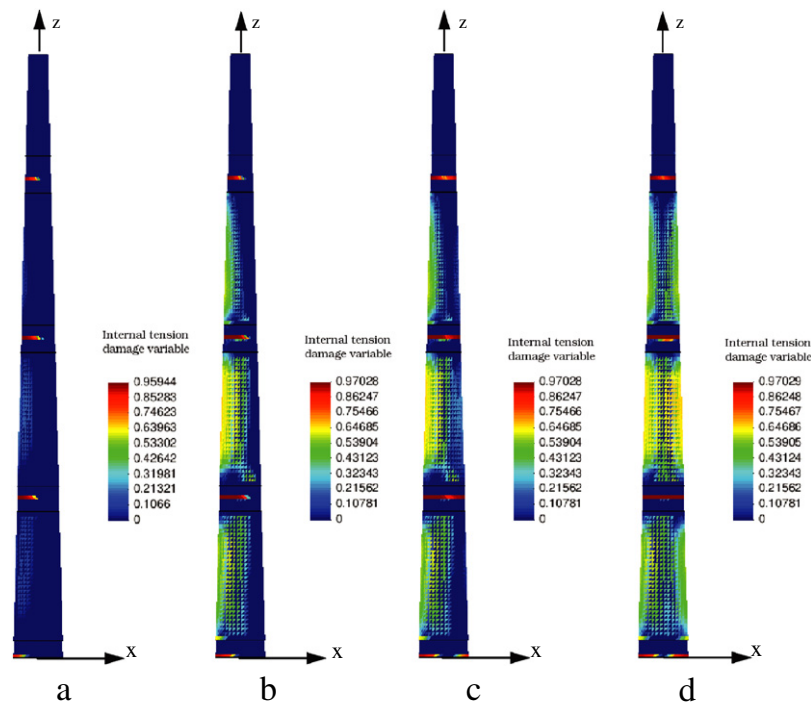 z
z
z
z
Internal tension
damage variable
0.95944
0.85283
0.74623
0.63963
0.53302
0.42642
0.31981
0.21321
0.1066
0
Internal tension
damage variable
0.97028
0.86247
0.75466
0.64685
0.53904
0.43123
0.32343
0.21562
0.10781
0
Internal tension
damage variable
0.97028
0.86247
0.75466
0.64685
0.53904
0.43123
0.32343
0.21562
0.10781
0
Internal tension
damage variable
0.97029
0.86248
0.75467
0.64686
0.53905
0.43124
0.32343
0.21562
0.10781
0
x
x
x
x
a
b
c
d